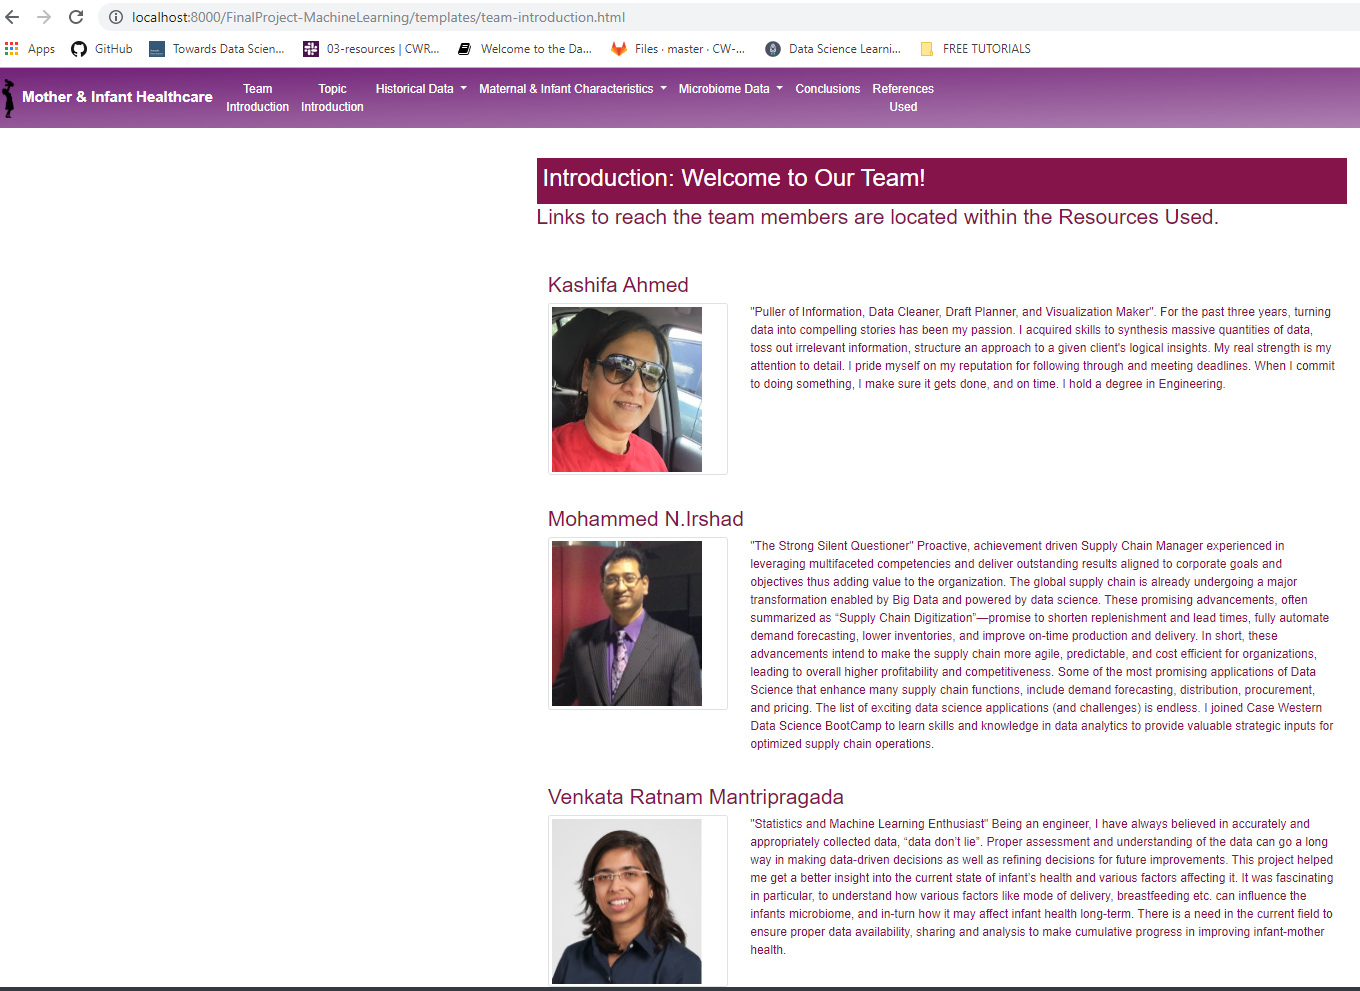 localhost:8000/FinalProject-MachineLearning/templates/team-introduction.html
Apps GitHub Towards Data Scien... 03-resources | CWR... Welcome to the Da... Files · master · CW-... Data Science Learni... FREE TUTORIALS
Mother & Infant Healthcare
Team
Introduction
Topic
Introduction
Historical Data
Maternal & Infant Characteristics
Microbiome Data
Conclusions
References
Used
Introduction: Welcome to Our Team!
Links to reach the team members are located within the Resources Used.
Kashifa Ahmed
"Puller of Information, Data Cleaner, Draft Planner, and Visualization Maker". For the past three years, turning
data into compelling stories has been my passion. I acquired skills to synthesis massive quantities of data,
toss out irrelevant information, structure an approach to a given client's logical insights. My real strength is my
attention to detail. I pride myself on my reputation for following through and meeting deadlines. When I commit
to doing something, I make sure it gets done, and on time. I hold a degree in Engineering.
Mohammed N.Irshad
"The Strong Silent Questioner" Proactive, achievement driven Supply Chain Manager experienced in
leveraging multifaceted competencies and deliver outstanding results aligned to corporate goals and
objectives thus adding value to the organization. The global supply chain is already undergoing a major
transformation enabled by Big Data and powered by data science. These promising advancements, often
summarized as “Supply Chain Digitization”—promise to shorten replenishment and lead times, fully automate
demand forecasting, lower inventories, and improve on-time production and delivery. In short, these
advancements intend to make the supply chain more agile, predictable, and cost efficient for organizations,
leading to overall higher profitability and competitiveness. Some of the most promising applications of Data
Science that enhance many supply chain functions, include demand forecasting, distribution, procurement,
and pricing. The list of exciting data science applications (and challenges) is endless. I joined Case Western
Data Science BootCamp to learn skills and knowledge in data analytics to provide valuable strategic inputs for
optimized supply chain operations.
Venkata Ratnam Mantripragada
"Statistics and Machine Learning Enthusiast" Being an engineer, I have always believed in accurately and
appropriately collected data, “data don’t lie”. Proper assessment and understanding of the data can go a long
way in making data-driven decisions as well as refining decisions for future improvements. This project helped
me get a better insight into the current state of infant’s health and various factors affecting it. It was fascinating
in particular, to understand how various factors like mode of delivery, breastfeeding etc. can influence the
infants microbiome, and in-turn how it may affect infant health long-term. There is a need in the current field to
ensure proper data availability, sharing and analysis to make cumulative progress in improving infant-mother
health.